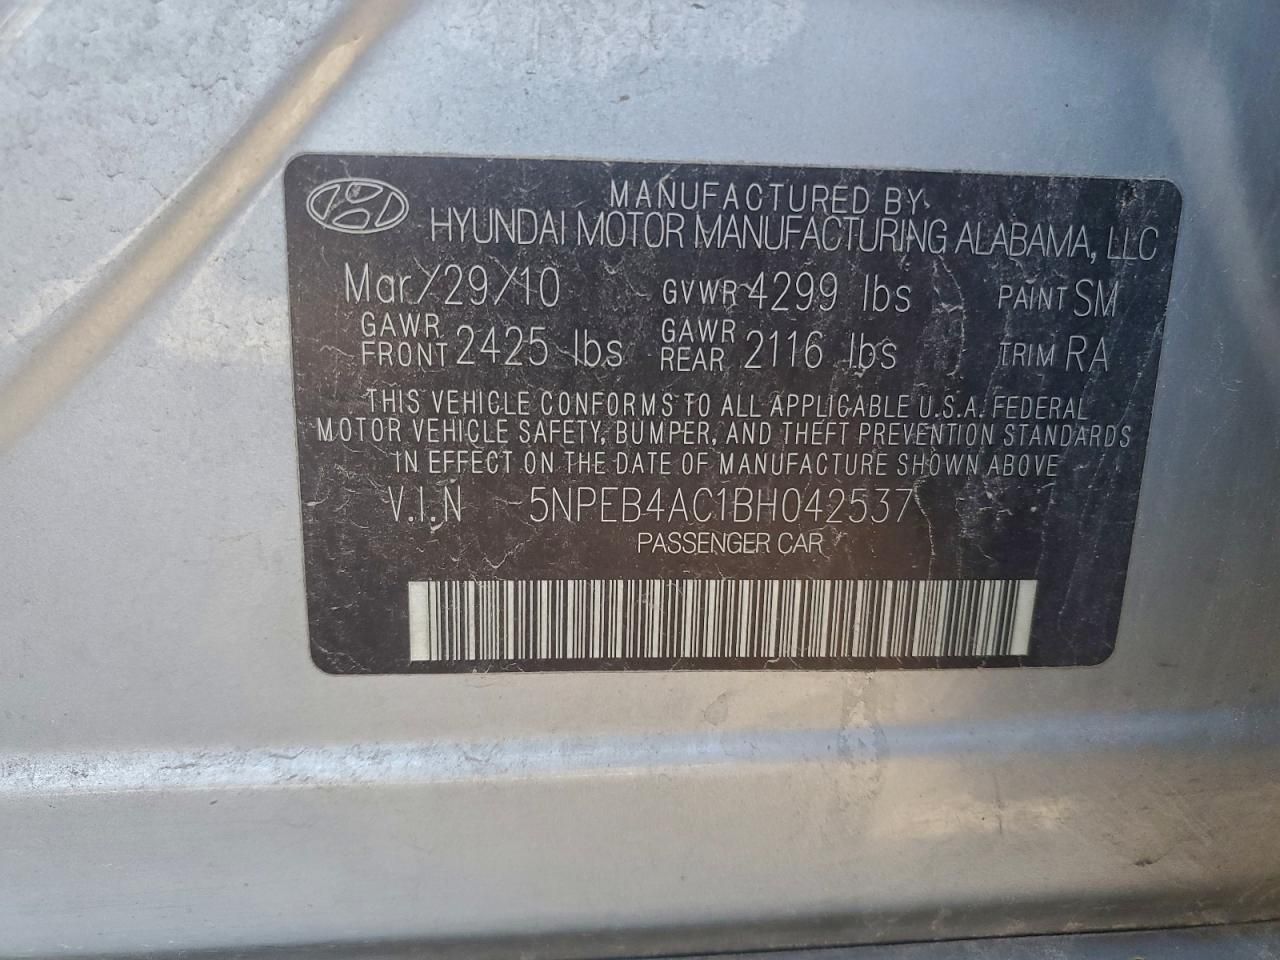 MANUFACTURED BY
HYUNDAI MOTOR MANUFACTURING ALABAMA, LLC
Mar/29/10 GVWR 4299 lbs PAINT SM
GAWR FRONT 2425 lbs GAWR REAR 2116 lbs TRIM RA
THIS VEHICLE CONFORMS TO ALL APPLICABLE U.S.A. FEDERAL
MOTOR VEHICLE SAFETY, BUMPER, AND THEFT PREVENTION STANDARDS
IN EFFECT ON THE DATE OF MANUFACTURE SHOWN ABOVE
V.I.N 5NPEB4AC1BH042537
PASSENGER CAR